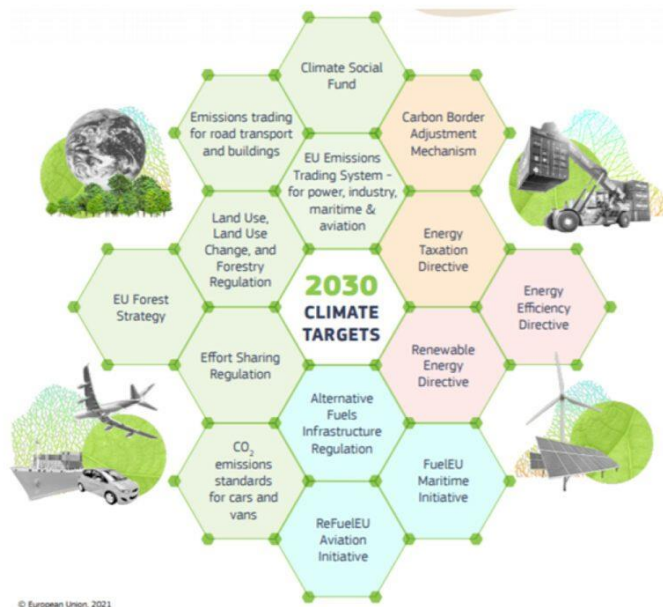 Climate Social
Fund
Emissions trading
for road transport
and buildings
Carbon Border
Adjustment
Mechanism
EU Emissions
Trading System -
for power, industry,
maritime &
aviation
Land Use,
Land Use
Change, and
Forestry
Regulation
Energy
Taxation
Directive
EU Forest
Strategy
2030
CLIMATE
TARGETS
Energy
Efficiency
Directive
Effort Sharing
Regulation
Renewable
Energy
Directive
Alternative
Fuels
Infrastructure
Regulation
CO₂
emissions
standards
for cars and
vans
FuelEU
Maritime
Initiative
ReFuelEU
Aviation
Initiative
© European Union, 2021